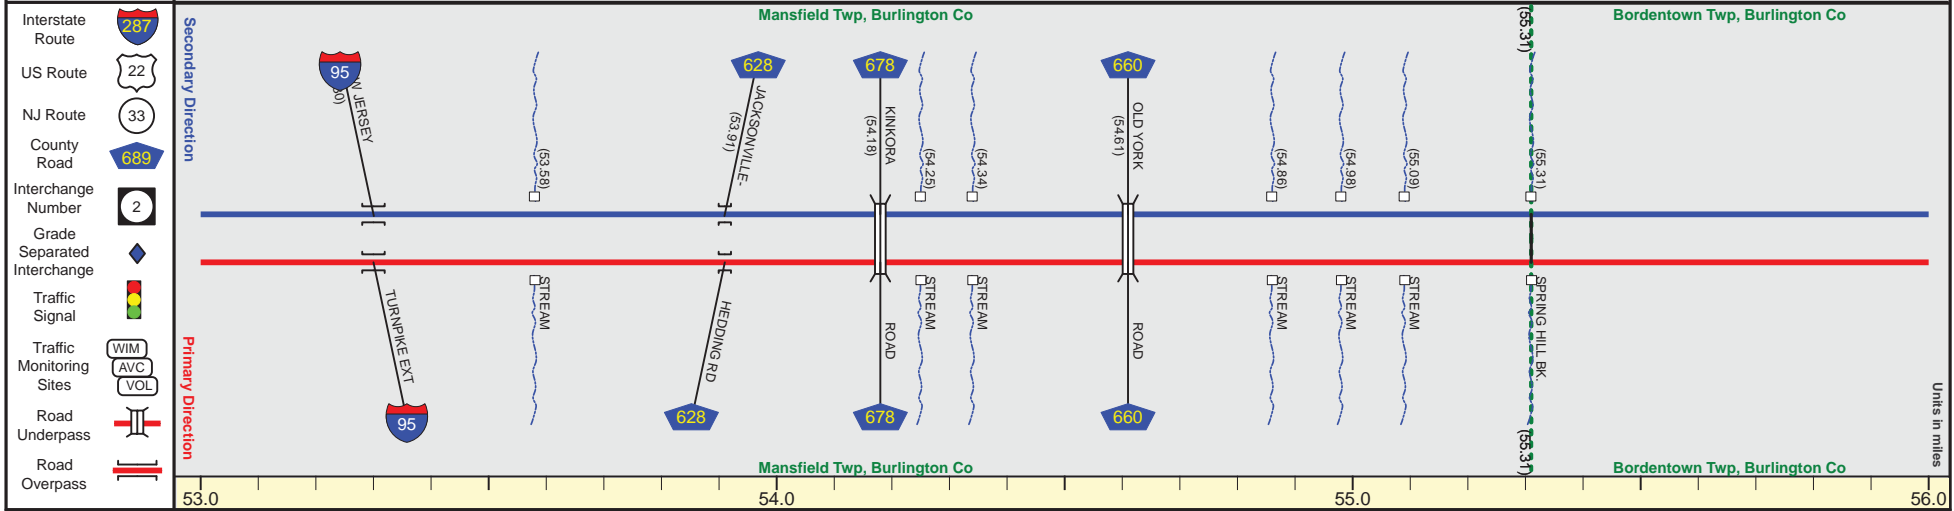 Interstate
Route
287
US Route
22
NJ Route
33
County
Road
689
Interchange
Number
2
Grade
Separated
Interchange
Traffic
Signal
Traffic
Monitoring
Sites
WIM
AVC
VOL
Road
Underpass
Road
Overpass
Secondary Direction
Primary Direction
Mansfield Twp, Burlington Co
Bordentown Twp, Burlington Co
(55.31)
95
W JERSEY
30)
TURNPIKE EXT
95
(53.58)
STREAM
628
JACKSONVILLE-
(53.91)
HEDDING RD
628
678
KINKORA
(54.18)
ROAD
678
(54.25)
STREAM
(54.34)
STREAM
660
OLD YORK
(54.61)
ROAD
660
(54.86)
STREAM
(54.98)
STREAM
(55.09)
STREAM
(55.31)
SPRING HILL BK.
(55.31)
Mansfield Twp, Burlington Co
Bordentown Twp, Burlington Co
Units in miles
53.0
54.0
55.0
56.0